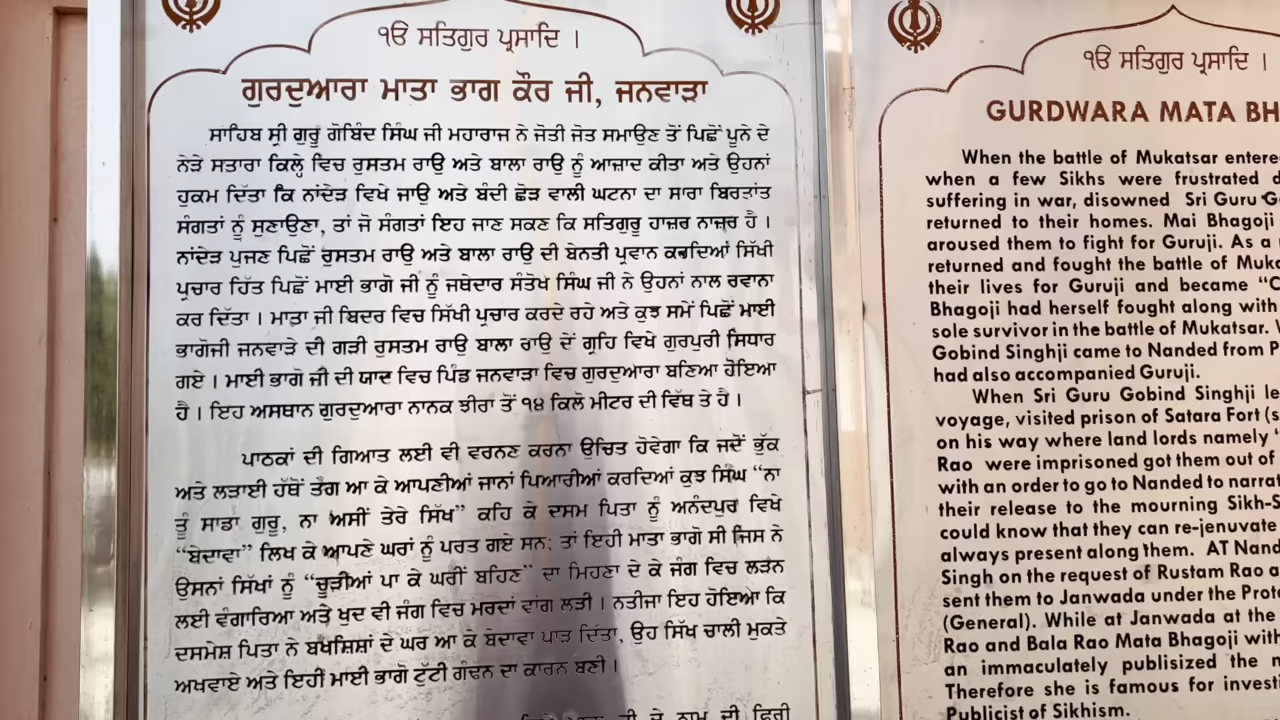 ੴ ਸਤਿਗੁਰ ਪ੍ਰਸਾਦਿ ।
ਗੁਰਦੁਆਰਾ ਮਾਤਾ ਭਾਗ ਕੌਰ ਜੀ, ਜਨਵਾੜਾ
ਸਾਹਿਬ ਸ੍ਰੀ ਗੁਰੂ ਗੋਬਿੰਦ ਸਿੰਘ ਜੀ ਮਹਾਰਾਜ ਨੇ ਜੋਤੀ ਜੋਤ ਸਮਾਉਣ ਤੋਂ ਪਿਛੋਂ ਪੂਨੇ ਦੇ
ਨੇੜੇ ਸਤਾਰਾ ਕਿਲ੍ਹੇ ਵਿਚ ਰੁਸਤਮ ਰਾਉ ਅਤੇ ਬਾਲਾ ਰਾਉ ਨੂੰ ਆਜ਼ਾਦ ਕੀਤਾ ਅਤੇ ਉਹਨਾਂ
ਹੁਕਮ ਦਿੱਤਾ ਕਿ ਨਾਂਦੇੜ ਵਿਖੇ ਜਾਉ ਅਤੇ ਬੰਦੀ ਛੋੜ ਵਾਲੀ ਘਟਨਾ ਦਾ ਸਾਰਾ ਬਿਰਤਾਂਤ
ਸੰਗਤਾਂ ਨੂੰ ਸੁਣਾਉਣਾ, ਤਾਂ ਜੋ ਸੰਗਤਾਂ ਇਹ ਜਾਣ ਸਕਣ ਕਿ ਸਤਿਗੁਰੂ ਹਾਜ਼ਰ ਨਾਜ਼ਰ ਹੈ ।
ਨਾਂਦੇੜ ਪੁਜਣ ਪਿਛੋਂ ਰੁਸਤਮ ਰਾਉ ਅਤੇ ਬਾਲਾ ਰਾਉ ਦੀ ਬੇਨਤੀ ਪ੍ਰਵਾਨ ਕਰਦਿਆਂ ਸਿੱਖੀ
ਪ੍ਰਚਾਰ ਹਿੱਤ ਪਿਛੋਂ ਮਾਈ ਭਾਗੋ ਜੀ ਨੂੰ ਜਥੇਦਾਰ ਸੰਤੋਖ ਸਿੰਘ ਜੀ ਨੇ ਉਹਨਾਂ ਨਾਲ ਰਵਾਨਾ
ਕਰ ਦਿੱਤਾ । ਮਾਤਾ ਜੀ ਬਿਦਰ ਵਿਚ ਸਿੱਖੀ ਪ੍ਰਚਾਰ ਕਰਦੇ ਰਹੇ ਅਤੇ ਕੁਝ ਸਮੇਂ ਪਿਛੋਂ ਮਾਈ
ਭਾਗੋਜੀ ਜਨਵਾੜੇ ਦੀ ਗੜੀ ਰੁਸਤਮ ਰਾਉ ਬਾਲਾ ਰਾਉ ਦੇਂ ਗ੍ਰਹਿ ਵਿਖੇ ਗੁਰਪੁਰੀ ਸਿਧਾਰ
ਗਏ । ਮਾਈ ਭਾਗੋ ਜੀ ਦੀ ਯਾਦ ਵਿਚ ਪਿੰਡ ਜਨਵਾੜਾ ਵਿਚ ਗੁਰਦੁਆਰਾ ਬਣਿਆ ਹੋਇਆ
ਹੈ । ਇਹ ਅਸਥਾਨ ਗੁਰਦੁਆਰਾ ਨਾਨਕ ਝੀਰਾ ਤੋਂ ੧੪ ਕਿਲੋ ਮੀਟਰ ਦੀ ਵਿੱਥ ਤੇ ਹੈ ।
ਪਾਠਕਾਂ ਦੀ ਗਿਆਤ ਲਈ ਵੀ ਵਰਨਣ ਕਰਨਾ ਉਚਿਤ ਹੋਵੇਗਾ ਕਿ ਜਦੋਂ ਭੁੱਕ
ਅਤੇ ਲੜਾਈ ਹੱਥੋਂ ਤੰਗ ਆ ਕੇ ਆਪਣੀਆਂ ਜਾਨਾਂ ਪਿਆਰੀਆਂ ਕਰਦਿਆਂ ਕੁਝ ਸਿੰਘ “ਨਾ
ਤੂੰ ਸਾਡਾ ਗੁਰੂ, ਨਾ ਅਸੀਂ ਤੇਰੇ ਸਿੱਖ” ਕਹਿ ਕੇ ਦਸਮ ਪਿਤਾ ਨੂੰ ਅਨੰਦਪੁਰ ਵਿਖੇ
“ਬੇਦਾਵਾ” ਲਿਖ ਕੇ ਆਪਣੇ ਘਰਾਂ ਨੂੰ ਪਰਤ ਗਏ ਸਨ; ਤਾਂ ਇਹੀ ਮਾਤਾ ਭਾਗੋ ਸੀ ਜਿਸ ਨੇ
ਉਸਨਾਂ ਸਿੱਖਾਂ ਨੂੰ “ਚੂੜੀਆਂ ਪਾ ਕੇ ਘਰੀਂ ਬਹਿਣ” ਦਾ ਮਿਹਣਾ ਦੇ ਕੇ ਜੰਗ ਵਿਚ ਲੜਨ
ਲਈ ਵੰਗਾਰਿਆ ਅਤੇ ਖੁਦ ਵੀ ਜੰਗ ਵਿਚ ਮਰਦਾਂ ਵਾਂਗ ਲੜੀ । ਨਤੀਜਾ ਇਹ ਹੋਇਆ ਕਿ
ਦਸਮੇਸ਼ ਪਿਤਾ ਨੇ ਬਖਸ਼ਿਸ਼ਾਂ ਦੇ ਘਰ ਆ ਕੇ ਬੇਦਾਵਾ ਪਾੜ ਦਿੱਤਾ, ਉਹ ਸਿੱਖ ਚਾਲੀ ਮੁਕਤੇ
ਅਖਵਾਏ ਅਤੇ ਇਹੀ ਮਾਈ ਭਾਗੋ ਟੁੱਟੀ ਗੰਢਨ ਦਾ ਕਾਰਨ ਬਣੀ ।
ੴ ਸਤਿਗੁਰ ਪ੍ਰਸਾਦਿ ।
GURDWARA MATA BH
When the battle of Mukatsar entere
when a few Sikhs were frustrated d
suffering in war, disowned Sri Guru G
returned to their homes. Mai Bhagoji
aroused them to fight for Guruji. As a
returned and fought the battle of Muka
their lives for Guruji and became “C
Bhagoji had herself fought along with
sole survivor in the battle of Mukatsar.
Gobind Singhji came to Nanded from P
had also accompanied Guruji.
When Sri Guru Gobind Singhji le
voyage, visited prison of Satara Fort (s
on his way where land lords namely
Rao were imprisoned got them out of
with an order to go to Nanded to narrat
their release to the mourning Sikh-S
could know that they can re-jenuvate
always present along them. AT Nand
Singh on the request of Rustam Rao a
sent them to Janwada under the Prote
(General). While at Janwada at the
Rao and Bala Rao Mata Bhagoji with
an immaculately publisized the
Therefore she is famous for investi
Publicist of Sikhism.